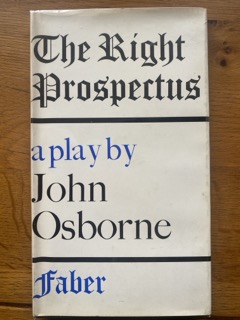 The Right
Prospectus
a play by
John
Osborne
Faber